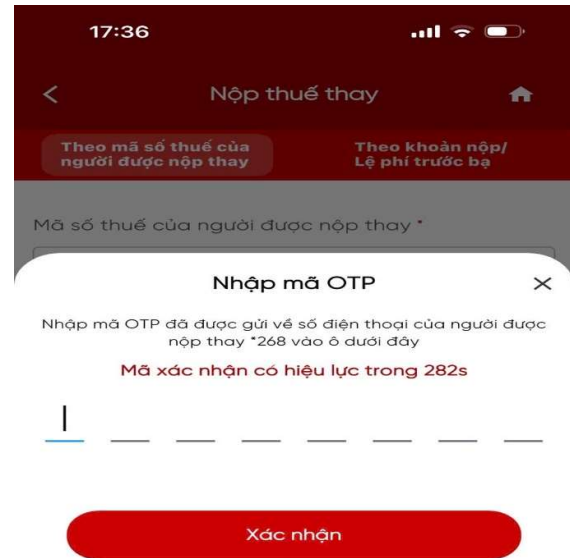 17:36
Nộp thuế thay
Theo mã số thuế của
người được nộp thay
Theo khoản nộp/
Lệ phí trước bạ
Mã số thuế của người được nộp thay *
Nhập mã OTP
Nhập mã OTP đã được gửi về số điện thoại của người được
nộp thay *268 vào ô dưới đây
Mã xác nhận có hiệu lực trong 282s
Xác nhận